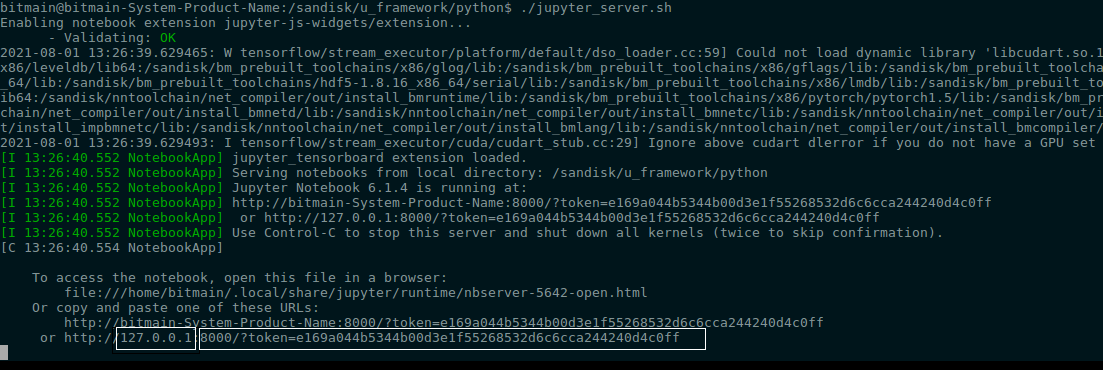 bitmain@bitmain-System-Product-Name:/sandisk/u_framework/python$ ./jupyter_server.sh
Enabling notebook extension jupyter-js-widgets/extension...
- Validating: OK
2021-08-01 13:26:39.629465: W tensorflow/stream_executor/platform/default/dso_loader.cc:59] Could not load dynamic library 'libcudart.so.1
x86/leveldb/lib64:/sandisk/bm_prebuilt_toolchains/x86/glog/lib:/sandisk/bm_prebuilt_toolchains/x86/gflags/lib:/sandisk/bm_prebuilt_toolcha
_64/lib:/sandisk/bm_prebuilt_toolchains/hdf5-1.8.16_x86_64/serial/lib:/sandisk/bm_prebuilt_toolchains/x86/lmdb/lib:/sandisk/bm_prebuilt_to
ib64:/sandisk/nntoolchain/net_compiler/out/install_bmruntime/lib:/sandisk/bm_prebuilt_toolchains/x86/pytorch/pytorch1.5/lib:/sandisk/bm_pr
chain/net_compiler/out/install_bmnetd/lib:/sandisk/nntoolchain/net_compiler/out/install_bmnetc/lib:/sandisk/nntoolchain/net_compiler/out/i
t/install_impbmnetc/lib:/sandisk/nntoolchain/net_compiler/out/install_bmlang/lib:/sandisk/nntoolchain/net_compiler/out/install_bmcompiler/
2021-08-01 13:26:39.629493: I tensorflow/stream_executor/cuda/cudart_stub.cc:29] Ignore above cudart dlerror if you do not have a GPU set
[I 13:26:40.552 NotebookApp] jupyter_tensorboard extension loaded.
[I 13:26:40.552 NotebookApp] Serving notebooks from local directory: /sandisk/u_framework/python
[I 13:26:40.552 NotebookApp] Jupyter Notebook 6.1.4 is running at:
[I 13:26:40.552 NotebookApp] http://bitmain-System-Product-Name:8000/?token=e169a044b5344b00d3e1f55268532d6c6cca244240d4c0ff
[I 13:26:40.552 NotebookApp] or http://127.0.0.1:8000/?token=e169a044b5344b00d3e1f55268532d6c6cca244240d4c0ff
[I 13:26:40.552 NotebookApp] Use Control-C to stop this server and shut down all kernels (twice to skip confirmation).
[C 13:26:40.554 NotebookApp]
To access the notebook, open this file in a browser:
file:///home/bitmain/.local/share/jupyter/runtime/nbserver-5642-open.html
Or copy and paste one of these URLs:
http://bitmain-System-Product-Name:8000/?token=e169a044b5344b00d3e1f55268532d6c6cca244240d4c0ff
or http://127.0.0.1:8000/?token=e169a044b5344b00d3e1f55268532d6c6cca244240d4c0ff